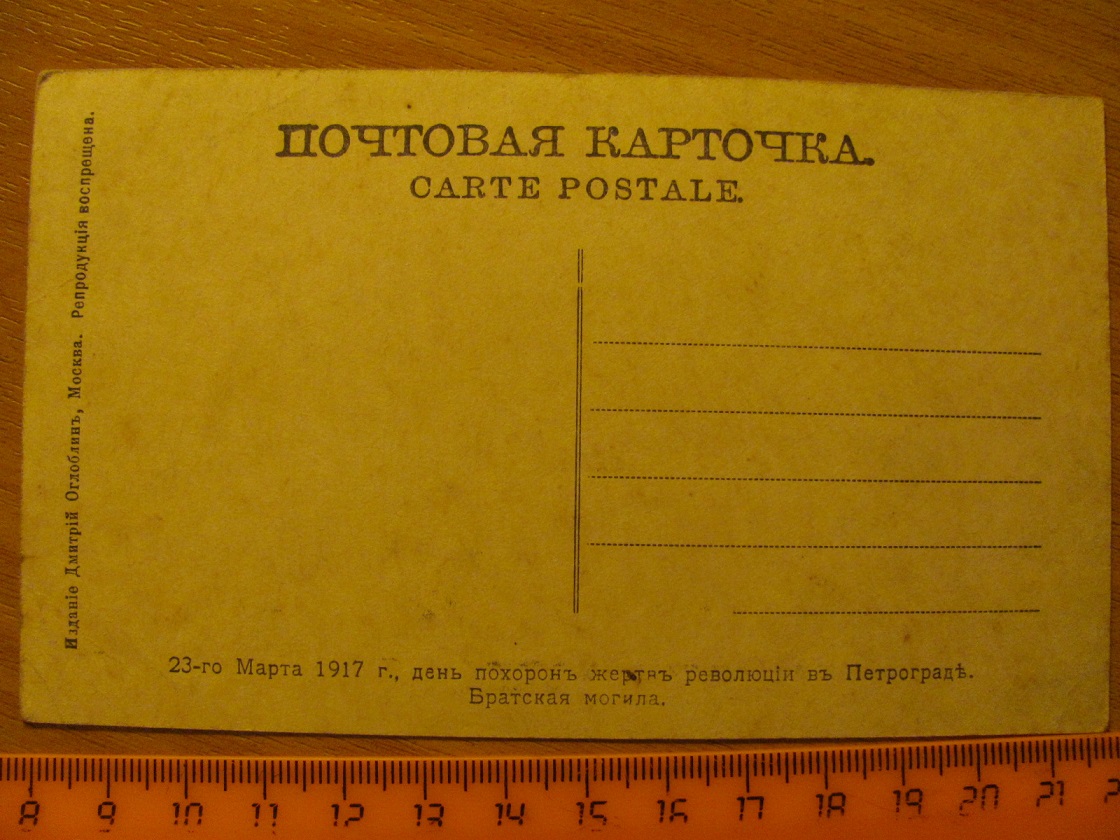 ПОЧТОВАЯ КАРТОЧКА.
CARTE POSTALE.
Изданіе Дмитрій Оглоблинъ, Москва. Репродукція воспрещена.
23-го Марта 1917 г., день похоронъ жертвъ революціи въ Петроградѣ.
Братская могила.
8 9 10 11 12 13 14 15 16 17 18 19 20 21